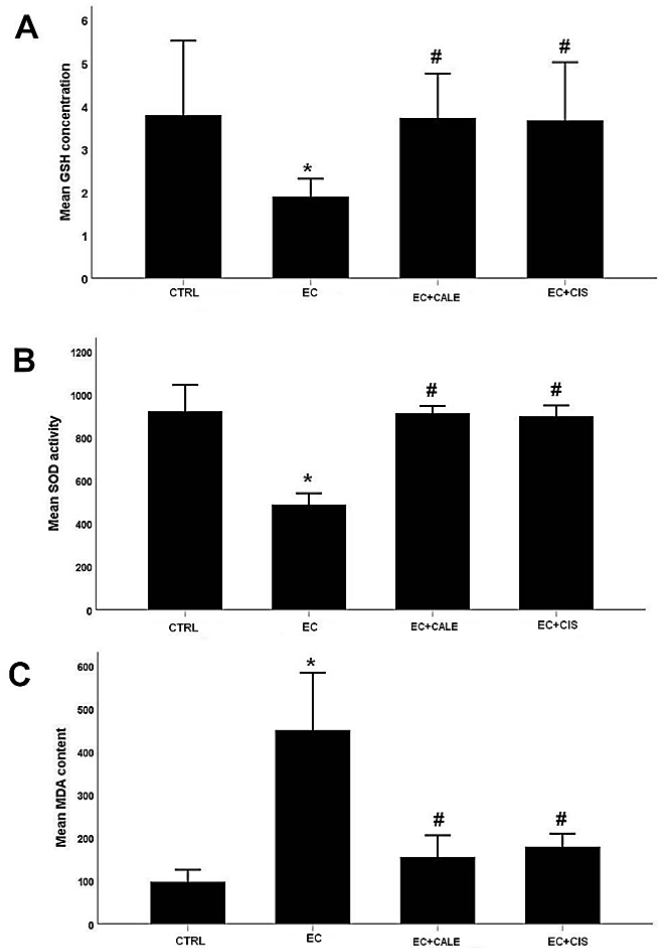 A
Mean GSH concentration
6
5
4
3
2
1
0
*
#
#
CTRL
EC
EC+CALE
EC+CIS
B
Mean SOD activity
1200
1000
800
600
400
200
0
*
#
#
CTRL
EC
EC+CALE
EC+CIS
C
Mean MDA content
600
500
400
300
200
100
0
*
#
#
CTRL
EC
EC+CALE
EC+CIS